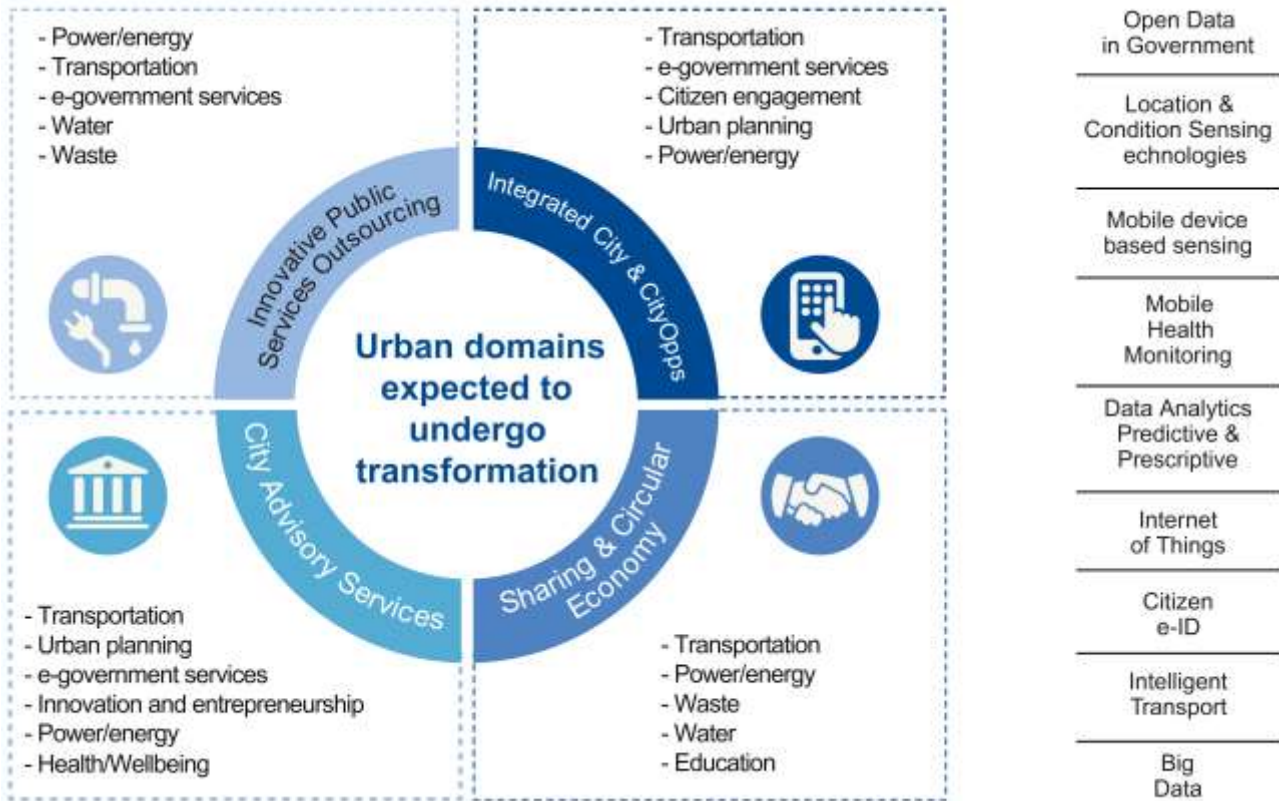 - Power/energy
- Transportation
- e-government services
- Water
- Waste
- Transportation
- e-government services
- Citizen engagement
- Urban planning
- Power/energy
Innovative Public
Services Outsourcing
Integrated City & CityOpps
Urban domains
expected to
undergo
transformation
City Advisory Services
Sharing & Circular
Economy
- Transportation
- Urban planning
- e-government services
- Innovation and entrepreneurship
- Power/energy
- Health/Wellbeing
- Transportation
- Power/energy
- Waste
- Water
- Education
Open Data
in Government
Location &
Condition Sensing
echnologies
Mobile device
based sensing
Mobile
Health
Monitoring
Data Analytics
Predictive &
Prescriptive
Internet
of Things
Citizen
e-ID
Intelligent
Transport
Big
Data